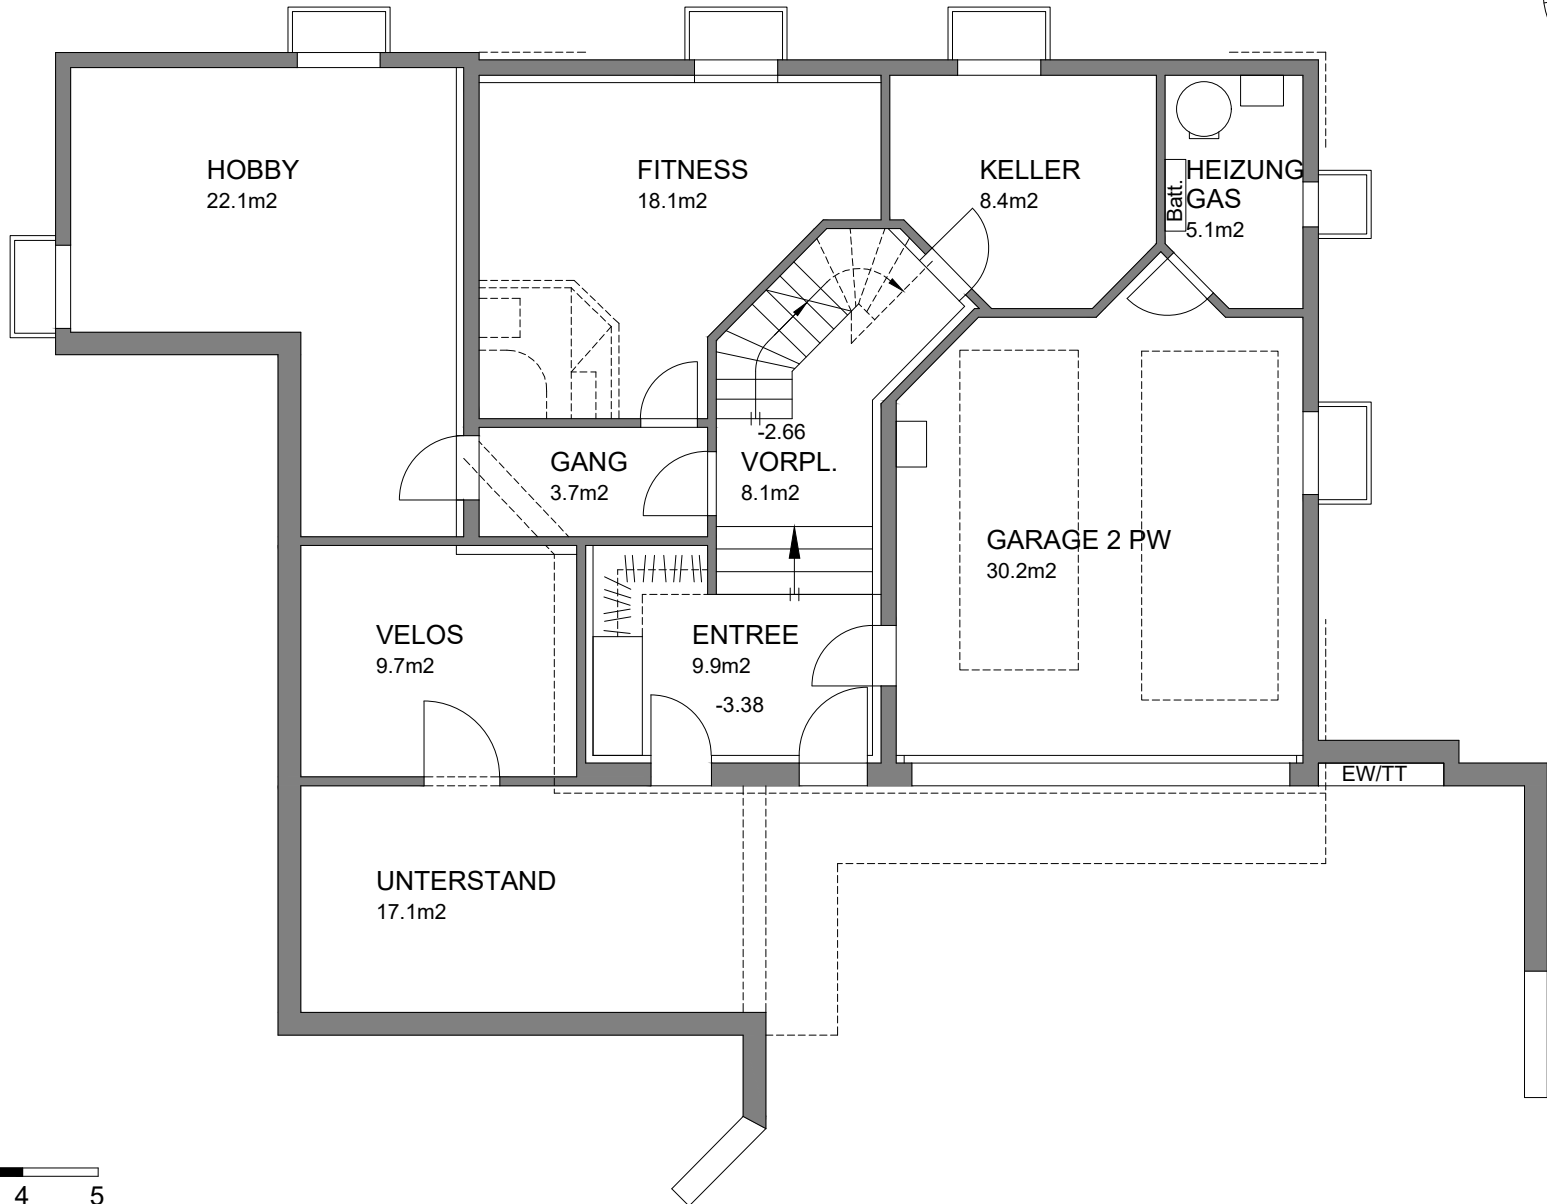 HOBBY
22.1m2
FITNESS
18.1m2
KELLER
8.4m2
Batt.
HEIZUNG
GAS
5.1m2
-2.66
GANG
3.7m2
VORPL.
8.1m2
GARAGE 2 PW
30.2m2
VELOS
9.7m2
ENTREE
9.9m2
-3.38
EW/TT
UNTERSTAND
17.1m2
4 5